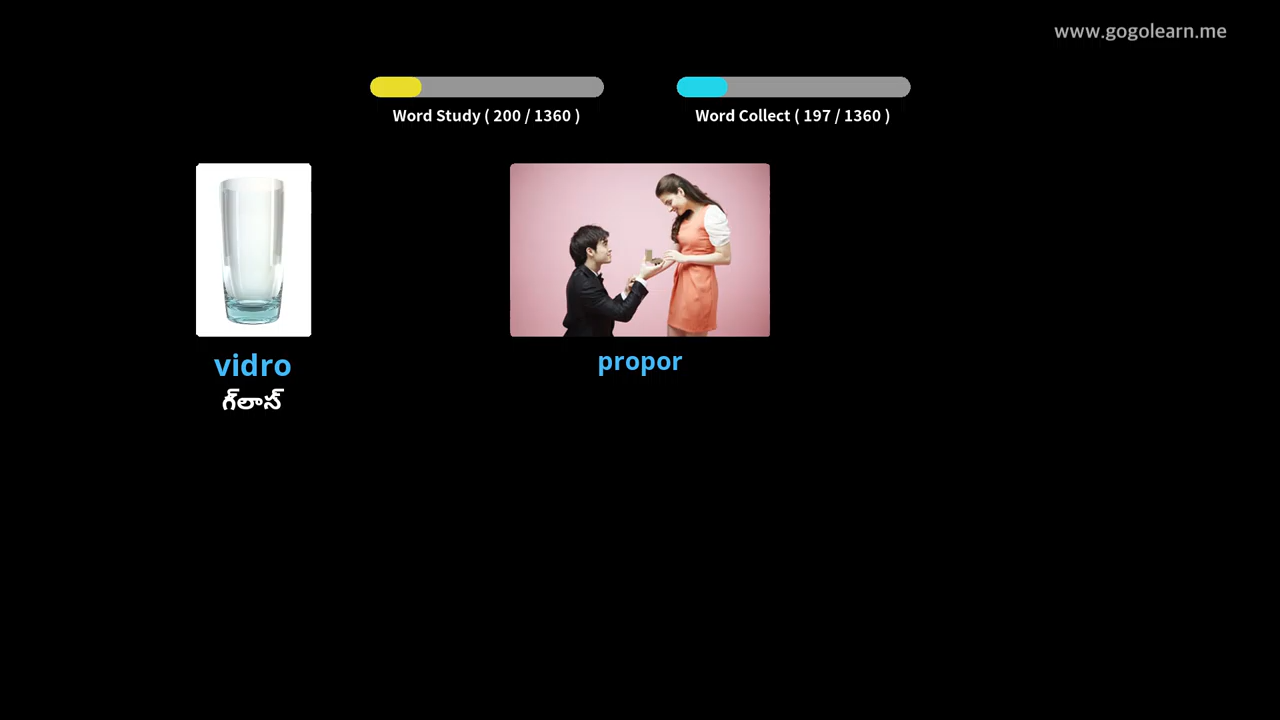 www.gogolearn.me
Word Study ( 200 / 1360 )
Word Collect ( 197 / 1360 )
vidro
గ్‌లాస్
propor